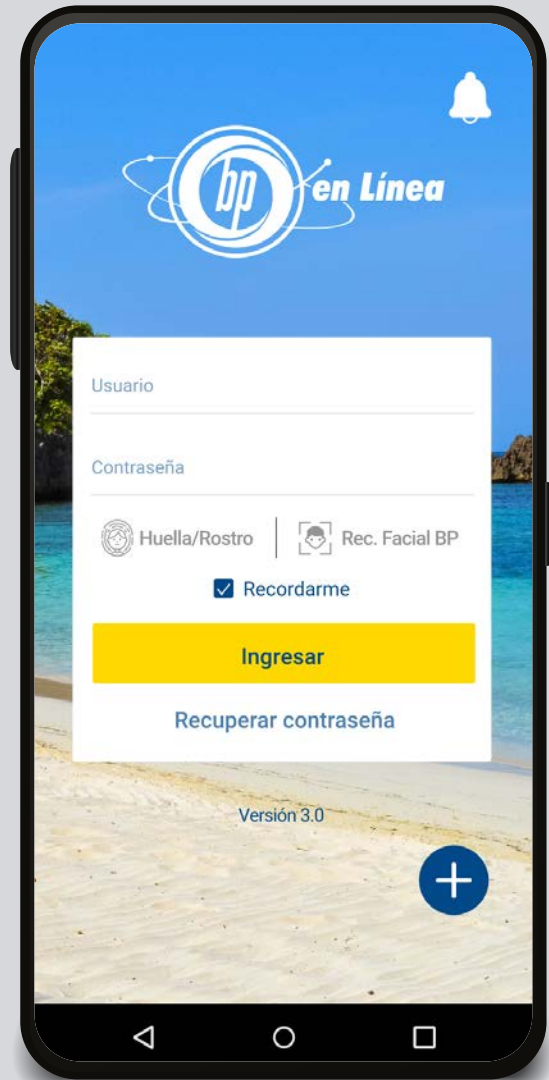 bp en Línea
Usuario
Contraseña
Huella/Rostro
Rec. Facial BP
Recordarme
Ingresar
Recuperar contraseña
Versión 3.0